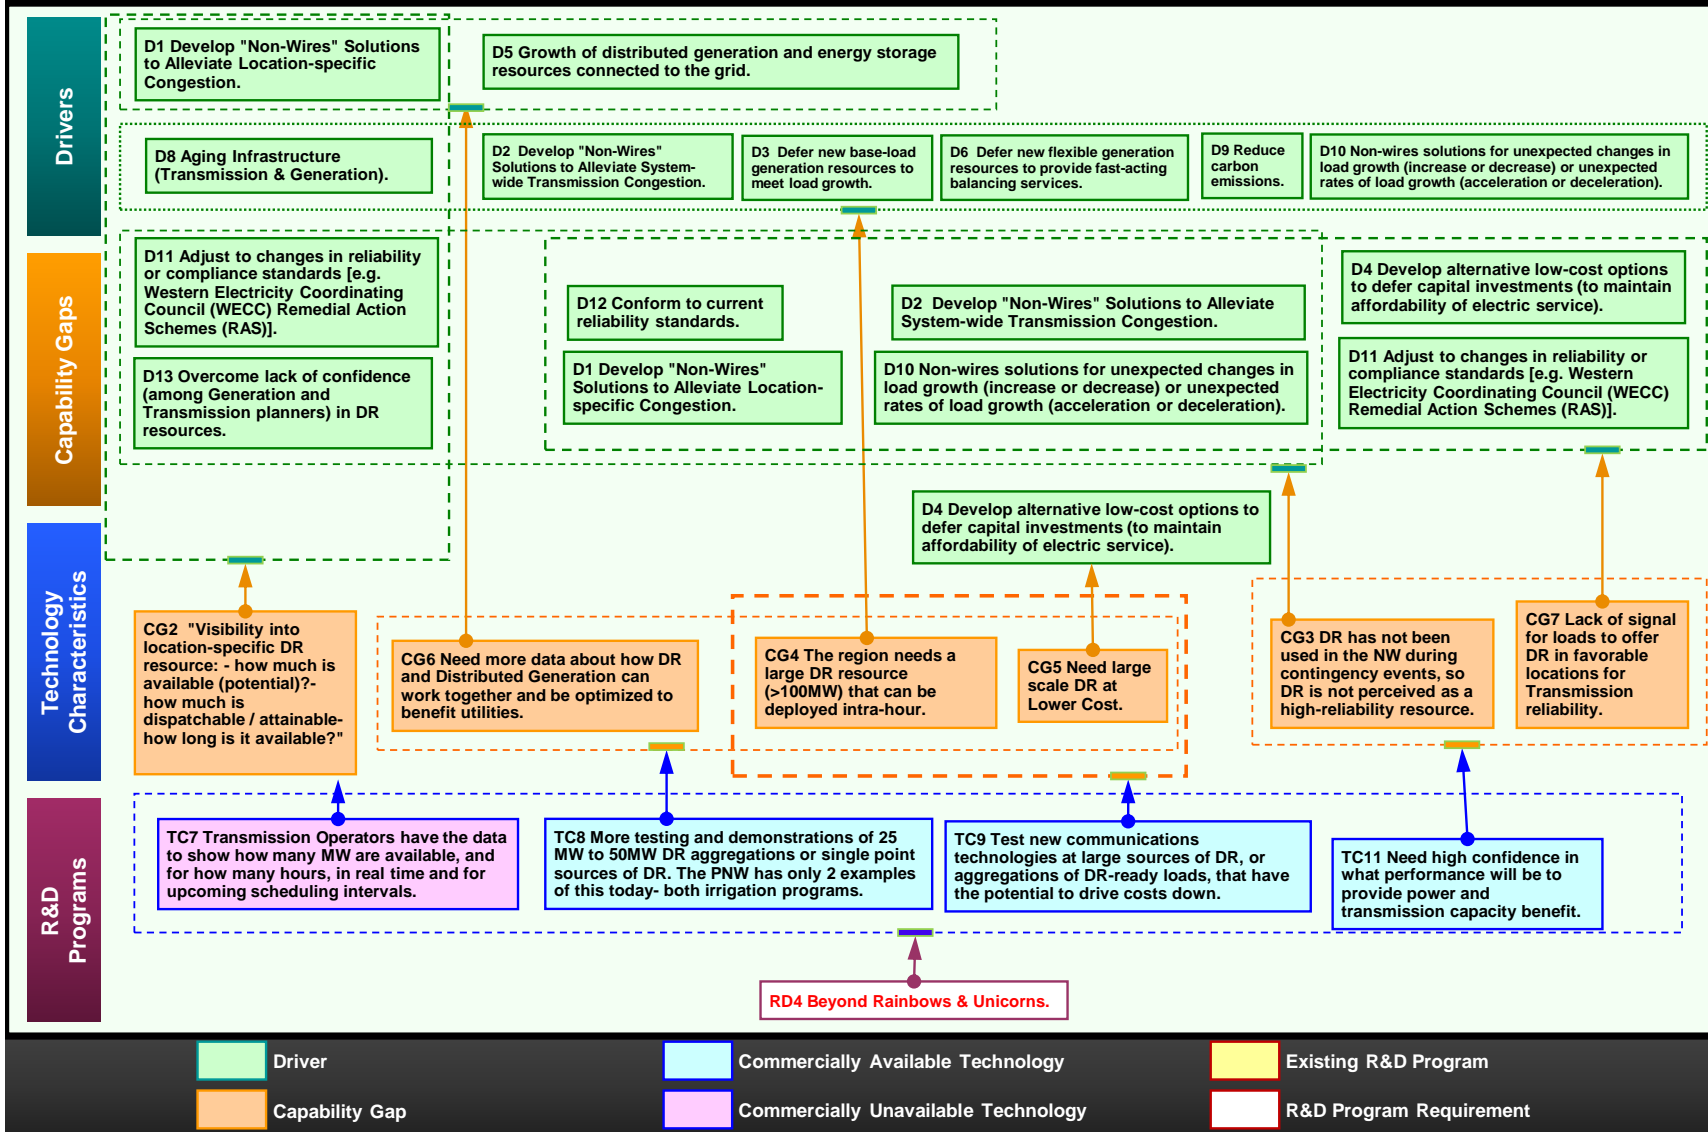 Drivers
Capability Gaps
Technology
Characteristics
R&D
Programs
D1 Develop "Non-Wires" Solutions
to Alleviate Location-specific
Congestion.
D5 Growth of distributed generation and energy storage
resources connected to the grid.
D8 Aging Infrastructure
(Transmission & Generation).
D2  Develop "Non-Wires"
Solutions to Alleviate System-
wide Transmission Congestion.
D3  Defer new base-load
generation resources to
meet load growth.
D6  Defer new flexible generation
resources to provide fast-acting
balancing services.
D9 Reduce
carbon
emissions.
D10 Non-wires solutions for unexpected changes in
load growth (increase or decrease) or unexpected
rates of load growth (acceleration or deceleration).
D11 Adjust to changes in reliability
or compliance standards [e.g.
Western Electricity Coordinating
Council (WECC) Remedial Action
Schemes (RAS)].
D13 Overcome lack of confidence
(among Generation and
Transmission planners) in DR
resources.
D12 Conform to current
reliability standards.
D2  Develop "Non-Wires" Solutions to Alleviate
System-wide Transmission Congestion.
D1 Develop "Non-Wires"
Solutions to Alleviate Location-
specific Congestion.
D10 Non-wires solutions for unexpected changes in
load growth (increase or decrease) or unexpected
rates of load growth (acceleration or deceleration).
D4 Develop alternative low-cost options
to defer capital investments (to maintain
affordability of electric service).
D11 Adjust to changes in reliability or
compliance standards [e.g. Western
Electricity Coordinating Council (WECC)
Remedial Action Schemes (RAS)].
D4 Develop alternative low-cost options to
defer capital investments (to maintain
affordability of electric service).
CG2  "Visibility into
location-specific DR
resource: - how much is
available (potential)?-
how much is
dispatchable / attainable-
how long is it available?"
CG6 Need more data about how DR
and Distributed Generation can
work together and be optimized to
benefit utilities.
CG4 The region needs a
large DR resource
(>100MW) that can be
deployed intra-hour.
CG5 Need large
scale DR at
Lower Cost.
CG3 DR has not been
used in the NW during
contingency events, so
DR is not perceived as a
high-reliability resource.
CG7 Lack of signal
for loads to offer
DR in favorable
locations for
Transmission
reliability.
TC7 Transmission Operators have the data
to show how many MW are available, and
for how many hours, in real time and for
upcoming scheduling intervals.
TC8 More testing and demonstrations of 25
MW to 50MW DR aggregations or single point
sources of DR. The PNW has only 2 examples
of this today- both irrigation programs.
TC9 Test new communications
technologies at large sources of DR, or
aggregations of DR-ready loads, that have
the potential to drive costs down.
TC11 Need high confidence in
what performance will be to
provide power and
transmission capacity benefit.
RD4 Beyond Rainbows & Unicorns.
Driver
Commercially Available Technology
Existing R&D Program
Capability Gap
Commercially Unavailable Technology
R&D Program Requirement